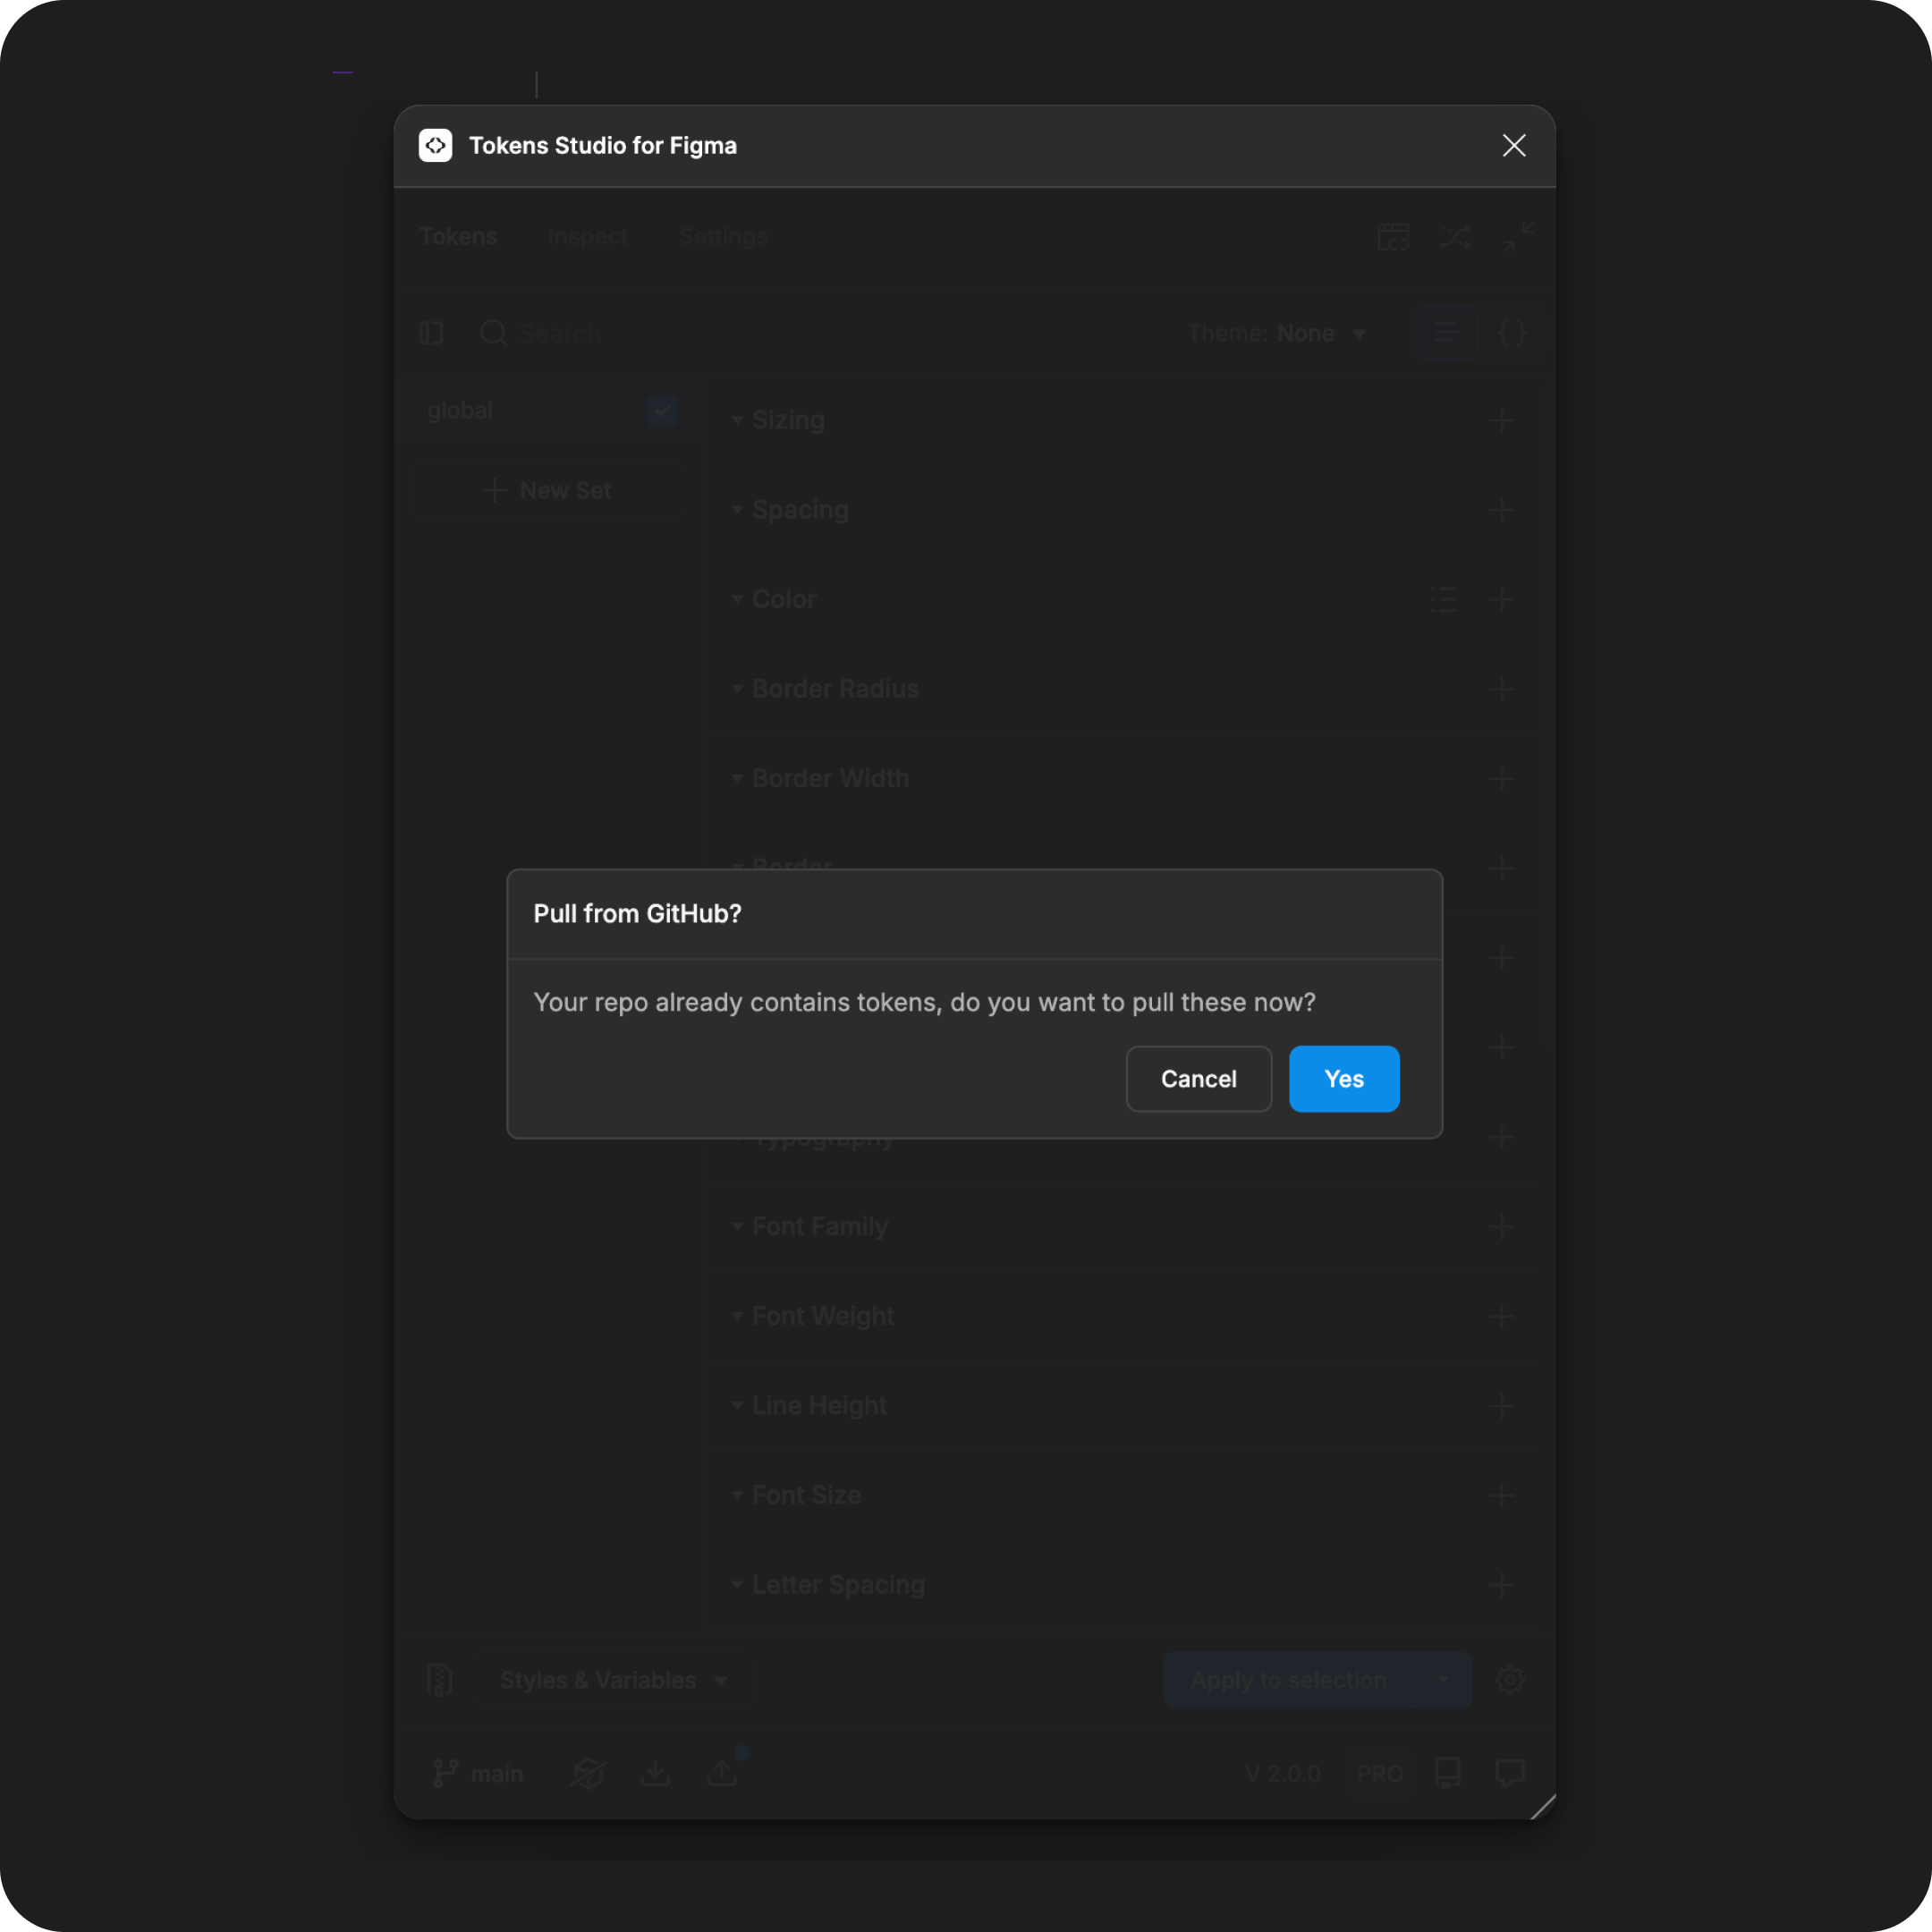 Tokens Studio for Figma
Tokens Inspect Settings
Search Theme: None
global
New Set
Sizing
Spacing
Color
Border Radius
Border Width
Border
Pull from GitHub?
Your repo already contains tokens, do you want to pull these now?
Cancel Yes
Typography
Font Family
Font Weight
Line Height
Font Size
Letter Spacing
Styles & Variables Apply to selection
main V 2.0.0 PRO